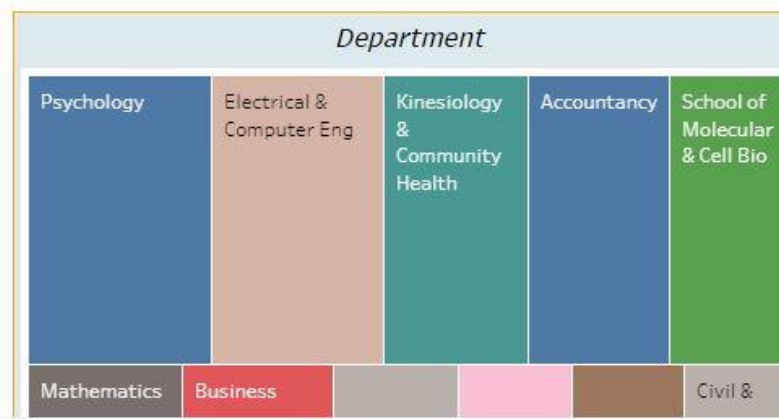 Department
Psychology
Electrical &
Computer Eng
Kinesiology
&
Community
Health
Accountancy
School of
Molecular
& Cell Bio
Mathematics
Business
Civil &